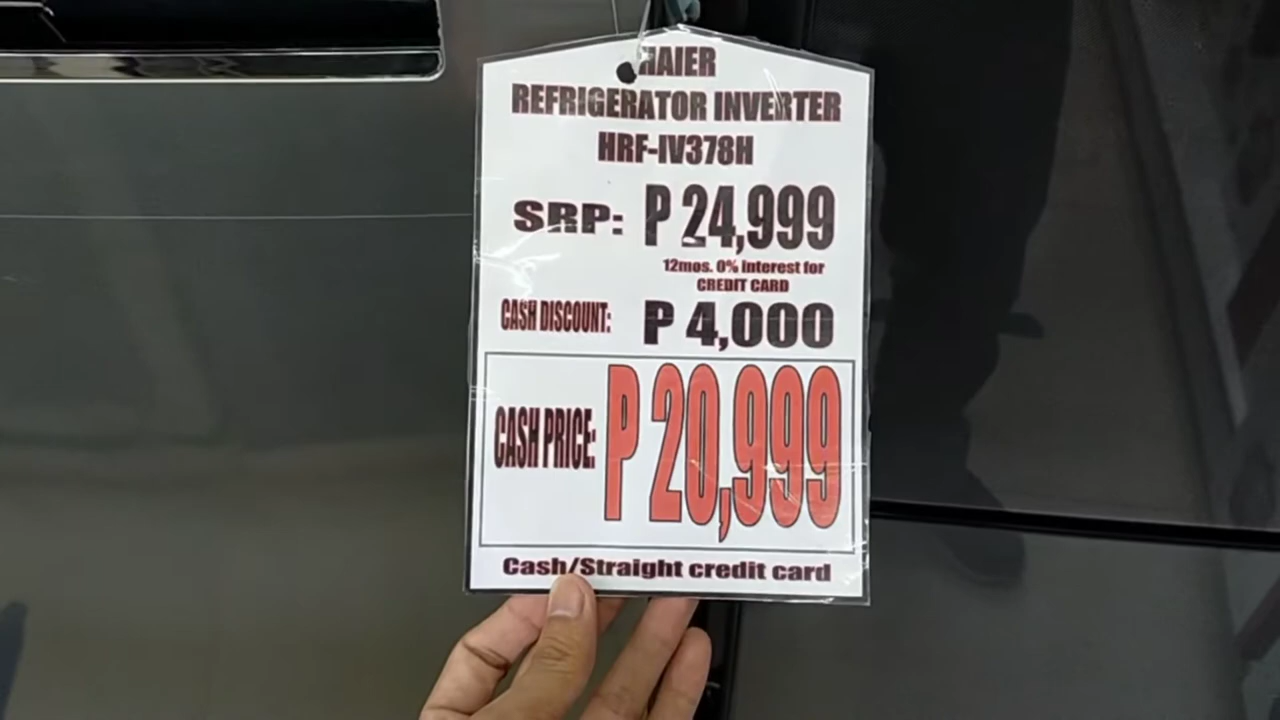 HAIER
REFRIGERATOR INVERTER
HRF-IV378H
SRP: P 24,999
12mos. 0% interest for
CREDIT CARD
CASH DISCOUNT: P 4,000
CASH PRICE: P 20,999
Cash/Straight credit card